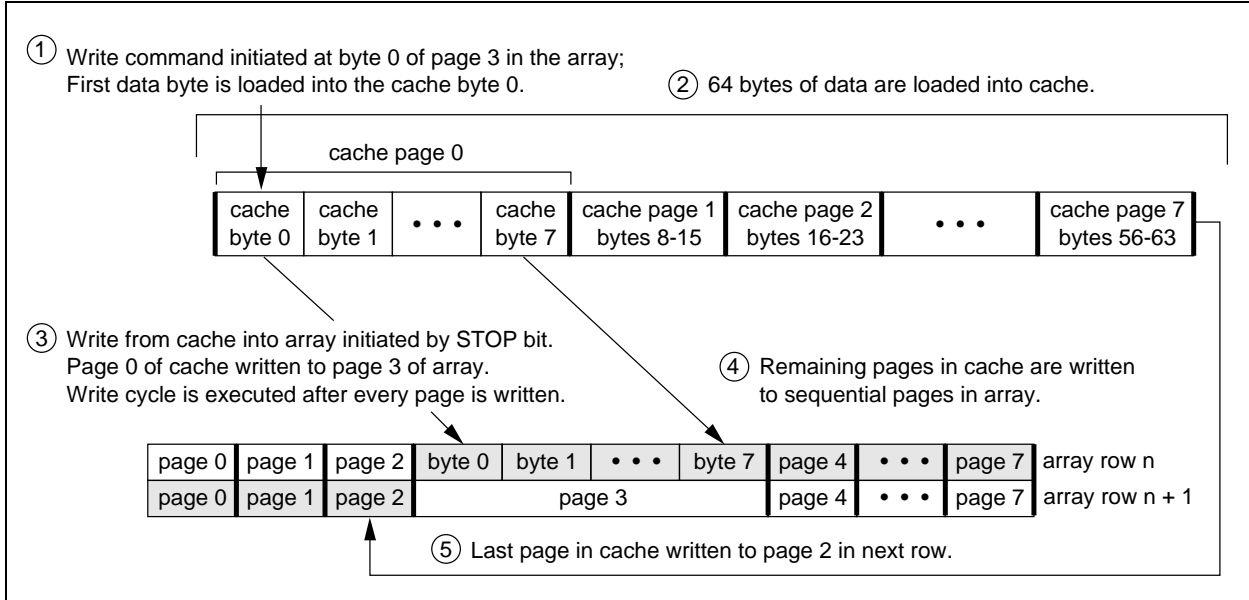 1 Write command initiated at byte 0 of page 3 in the array;
First data byte is loaded into the cache byte 0.
2 64 bytes of data are loaded into cache.
cache page 0
cache byte 0
cache byte 1
• • •
cache byte 7
cache page 1 bytes 8-15
cache page 2 bytes 16-23
• • •
cache page 7 bytes 56-63
3 Write from cache into array initiated by STOP bit.
Page 0 of cache written to page 3 of array.
Write cycle is executed after every page is written.
4 Remaining pages in cache are written
to sequential pages in array.
page 0 page 1 page 2 byte 0 byte 1 • • • byte 7 page 4 • • • page 7 array row n
page 0 page 1 page 2 page 3 page 4 • • • page 7 array row n + 1
5 Last page in cache written to page 2 in next row.